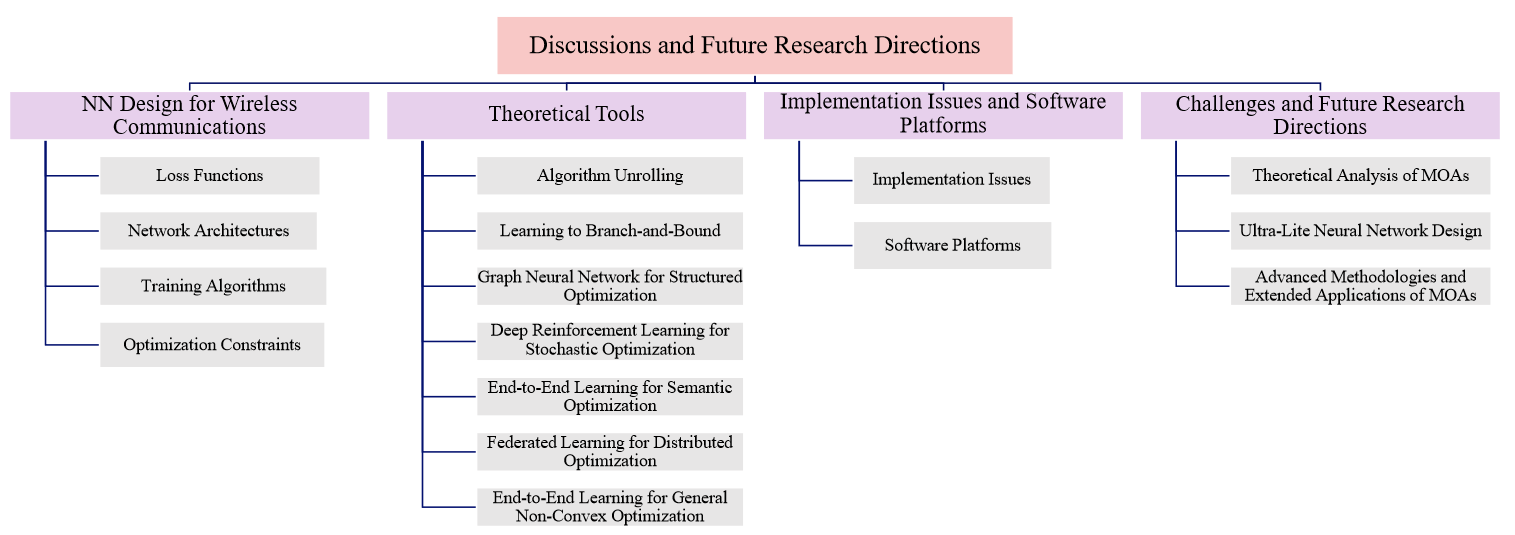 Discussions and Future Research Directions
NN Design for Wireless
Communications
Loss Functions
Network Architectures
Training Algorithms
Optimization Constraints
Theoretical Tools
Algorithm Unrolling
Learning to Branch-and-Bound
Graph Neural Network for Structured
Optimization
Deep Reinforcement Learning for
Stochastic Optimization
End-to-End Learning for Semantic
Optimization
Federated Learning for Distributed
Optimization
End-to-End Learning for General
Non-Convex Optimization
Implementation Issues and Software
Platforms
Implementation Issues
Software Platforms
Challenges and Future Research
Directions
Theoretical Analysis of MOAs
Ultra-Lite Neural Network Design
Advanced Methodologies and
Extended Applications of MOAs